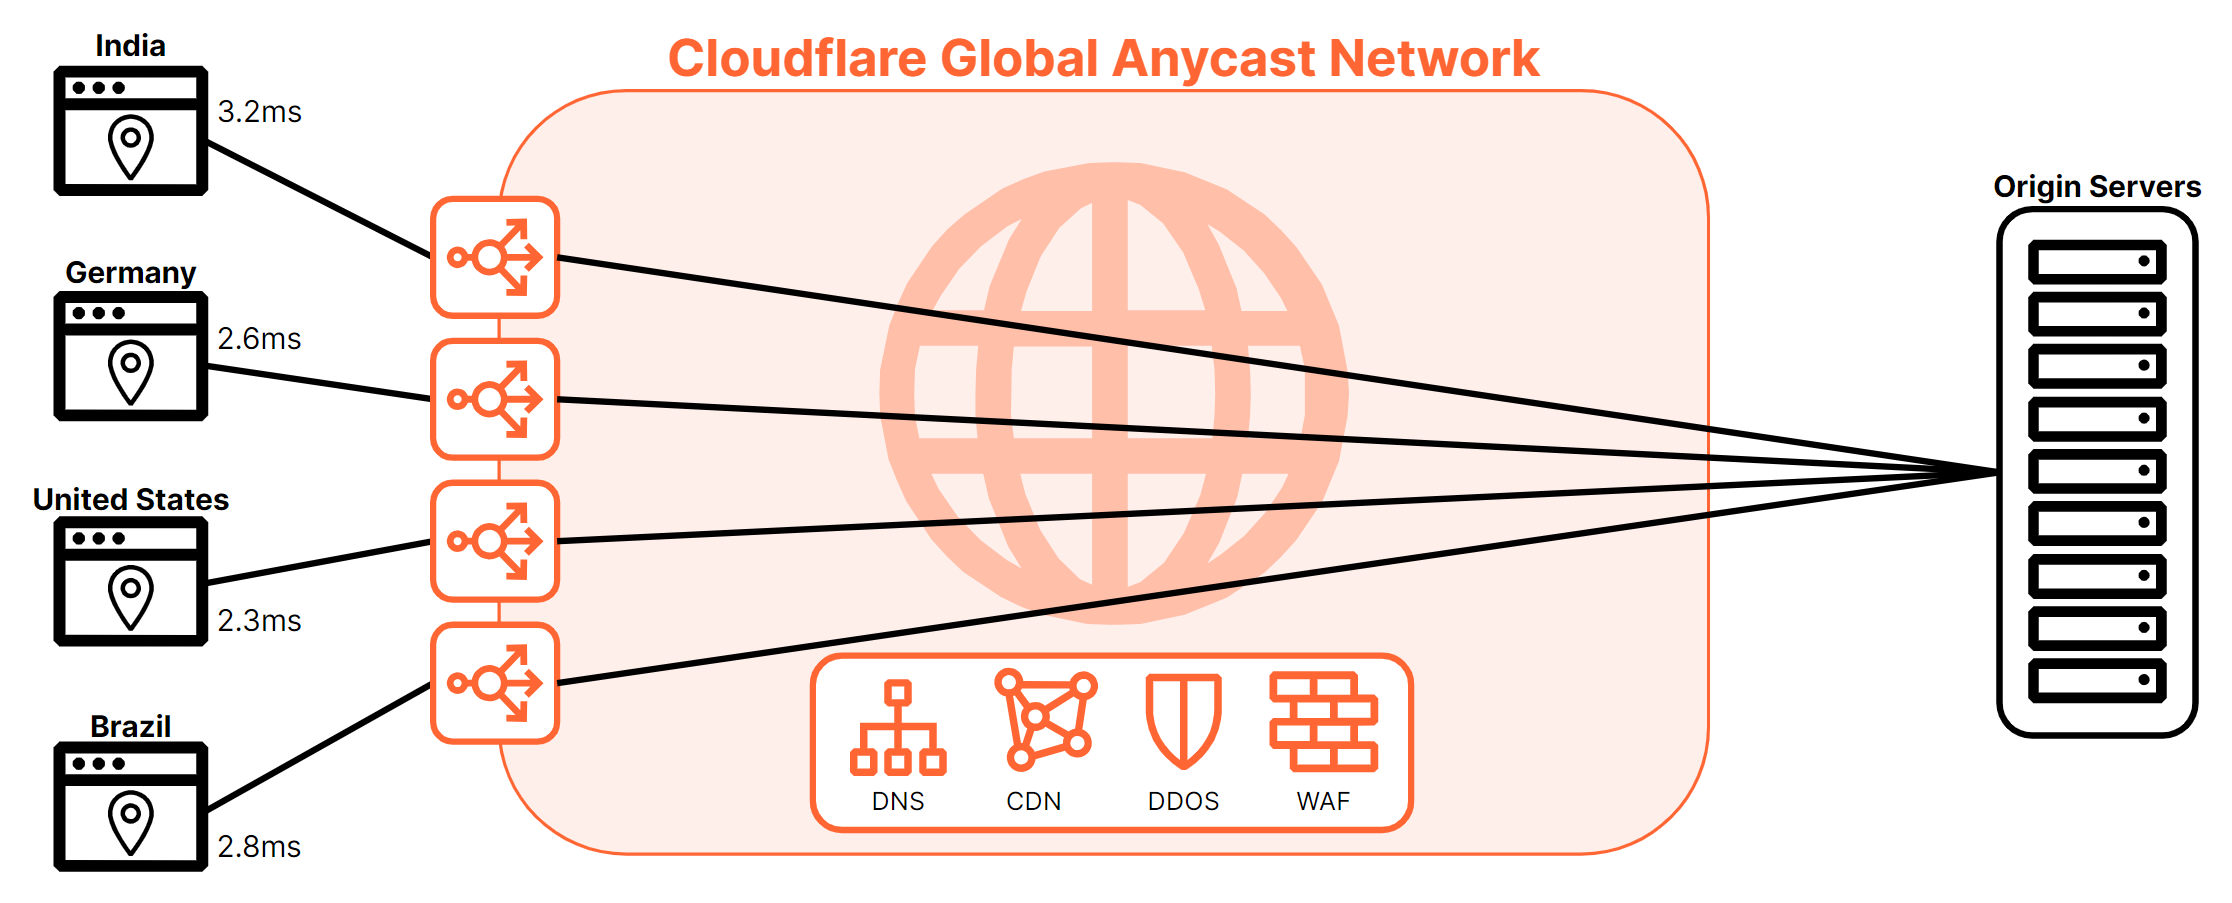 Cloudflare Global Anycast Network
India
3.2ms
Germany
2.6ms
United States
2.3ms
Brazil
2.8ms
Origin Servers
DNS
CDN
DDOS
WAF